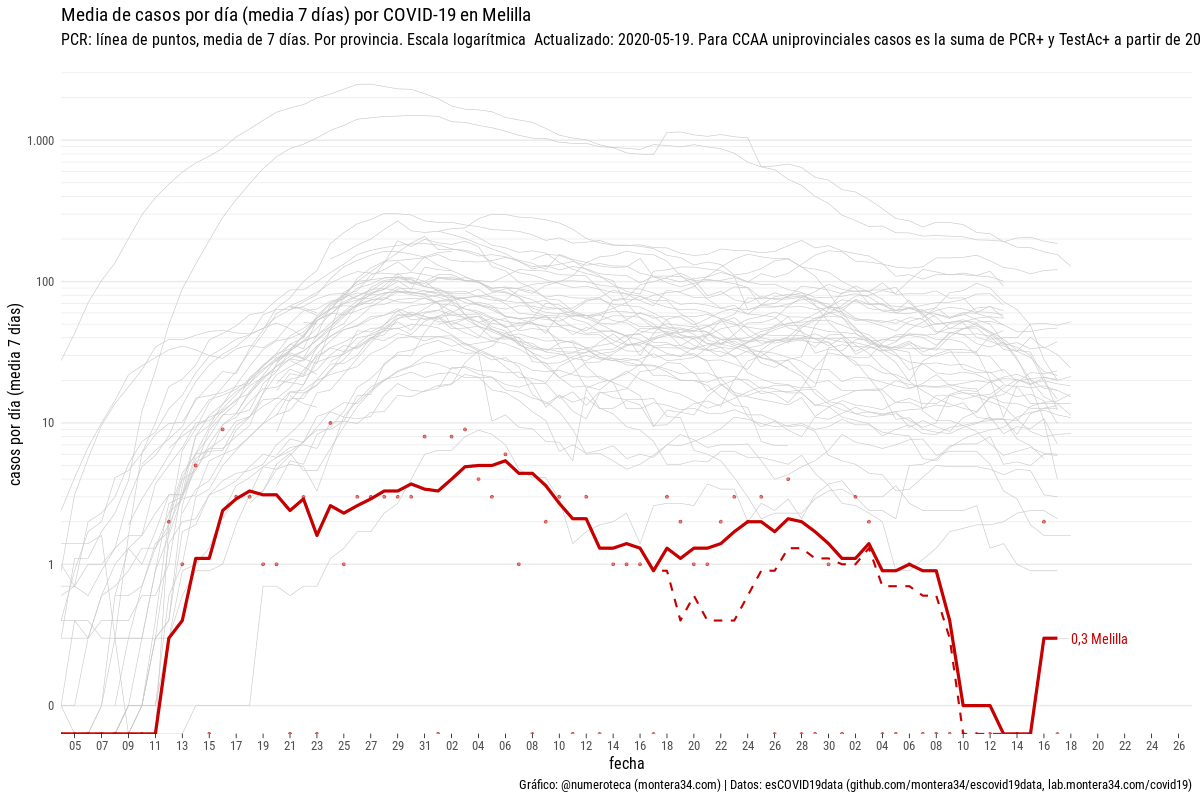 Media de casos por día (media 7 días) por COVID-19 en Melilla
PCR: línea de puntos, media de 7 días. Por provincia. Escala logarítmica  Actualizado: 2020-05-19. Para CCAA uniprovinciales casos es la suma de PCR+ y TestAc+ a partir de 20
casos por día (media 7 días)
1.000
100
10
1
0
0,3 Melilla
05 07 09 11 13 15 17 19 21 23 25 27 29 31 02 04 06 08 10 12 14 16 18 20 22 24 26 28 30 02 04 06 08 10 12 14 16 18 20 22 24 26
fecha
Gráfico: @numeroteca (montera34.com) | Datos: esCOVID19data (github.com/montera34/escovid19data, lab.montera34.com/covid19)